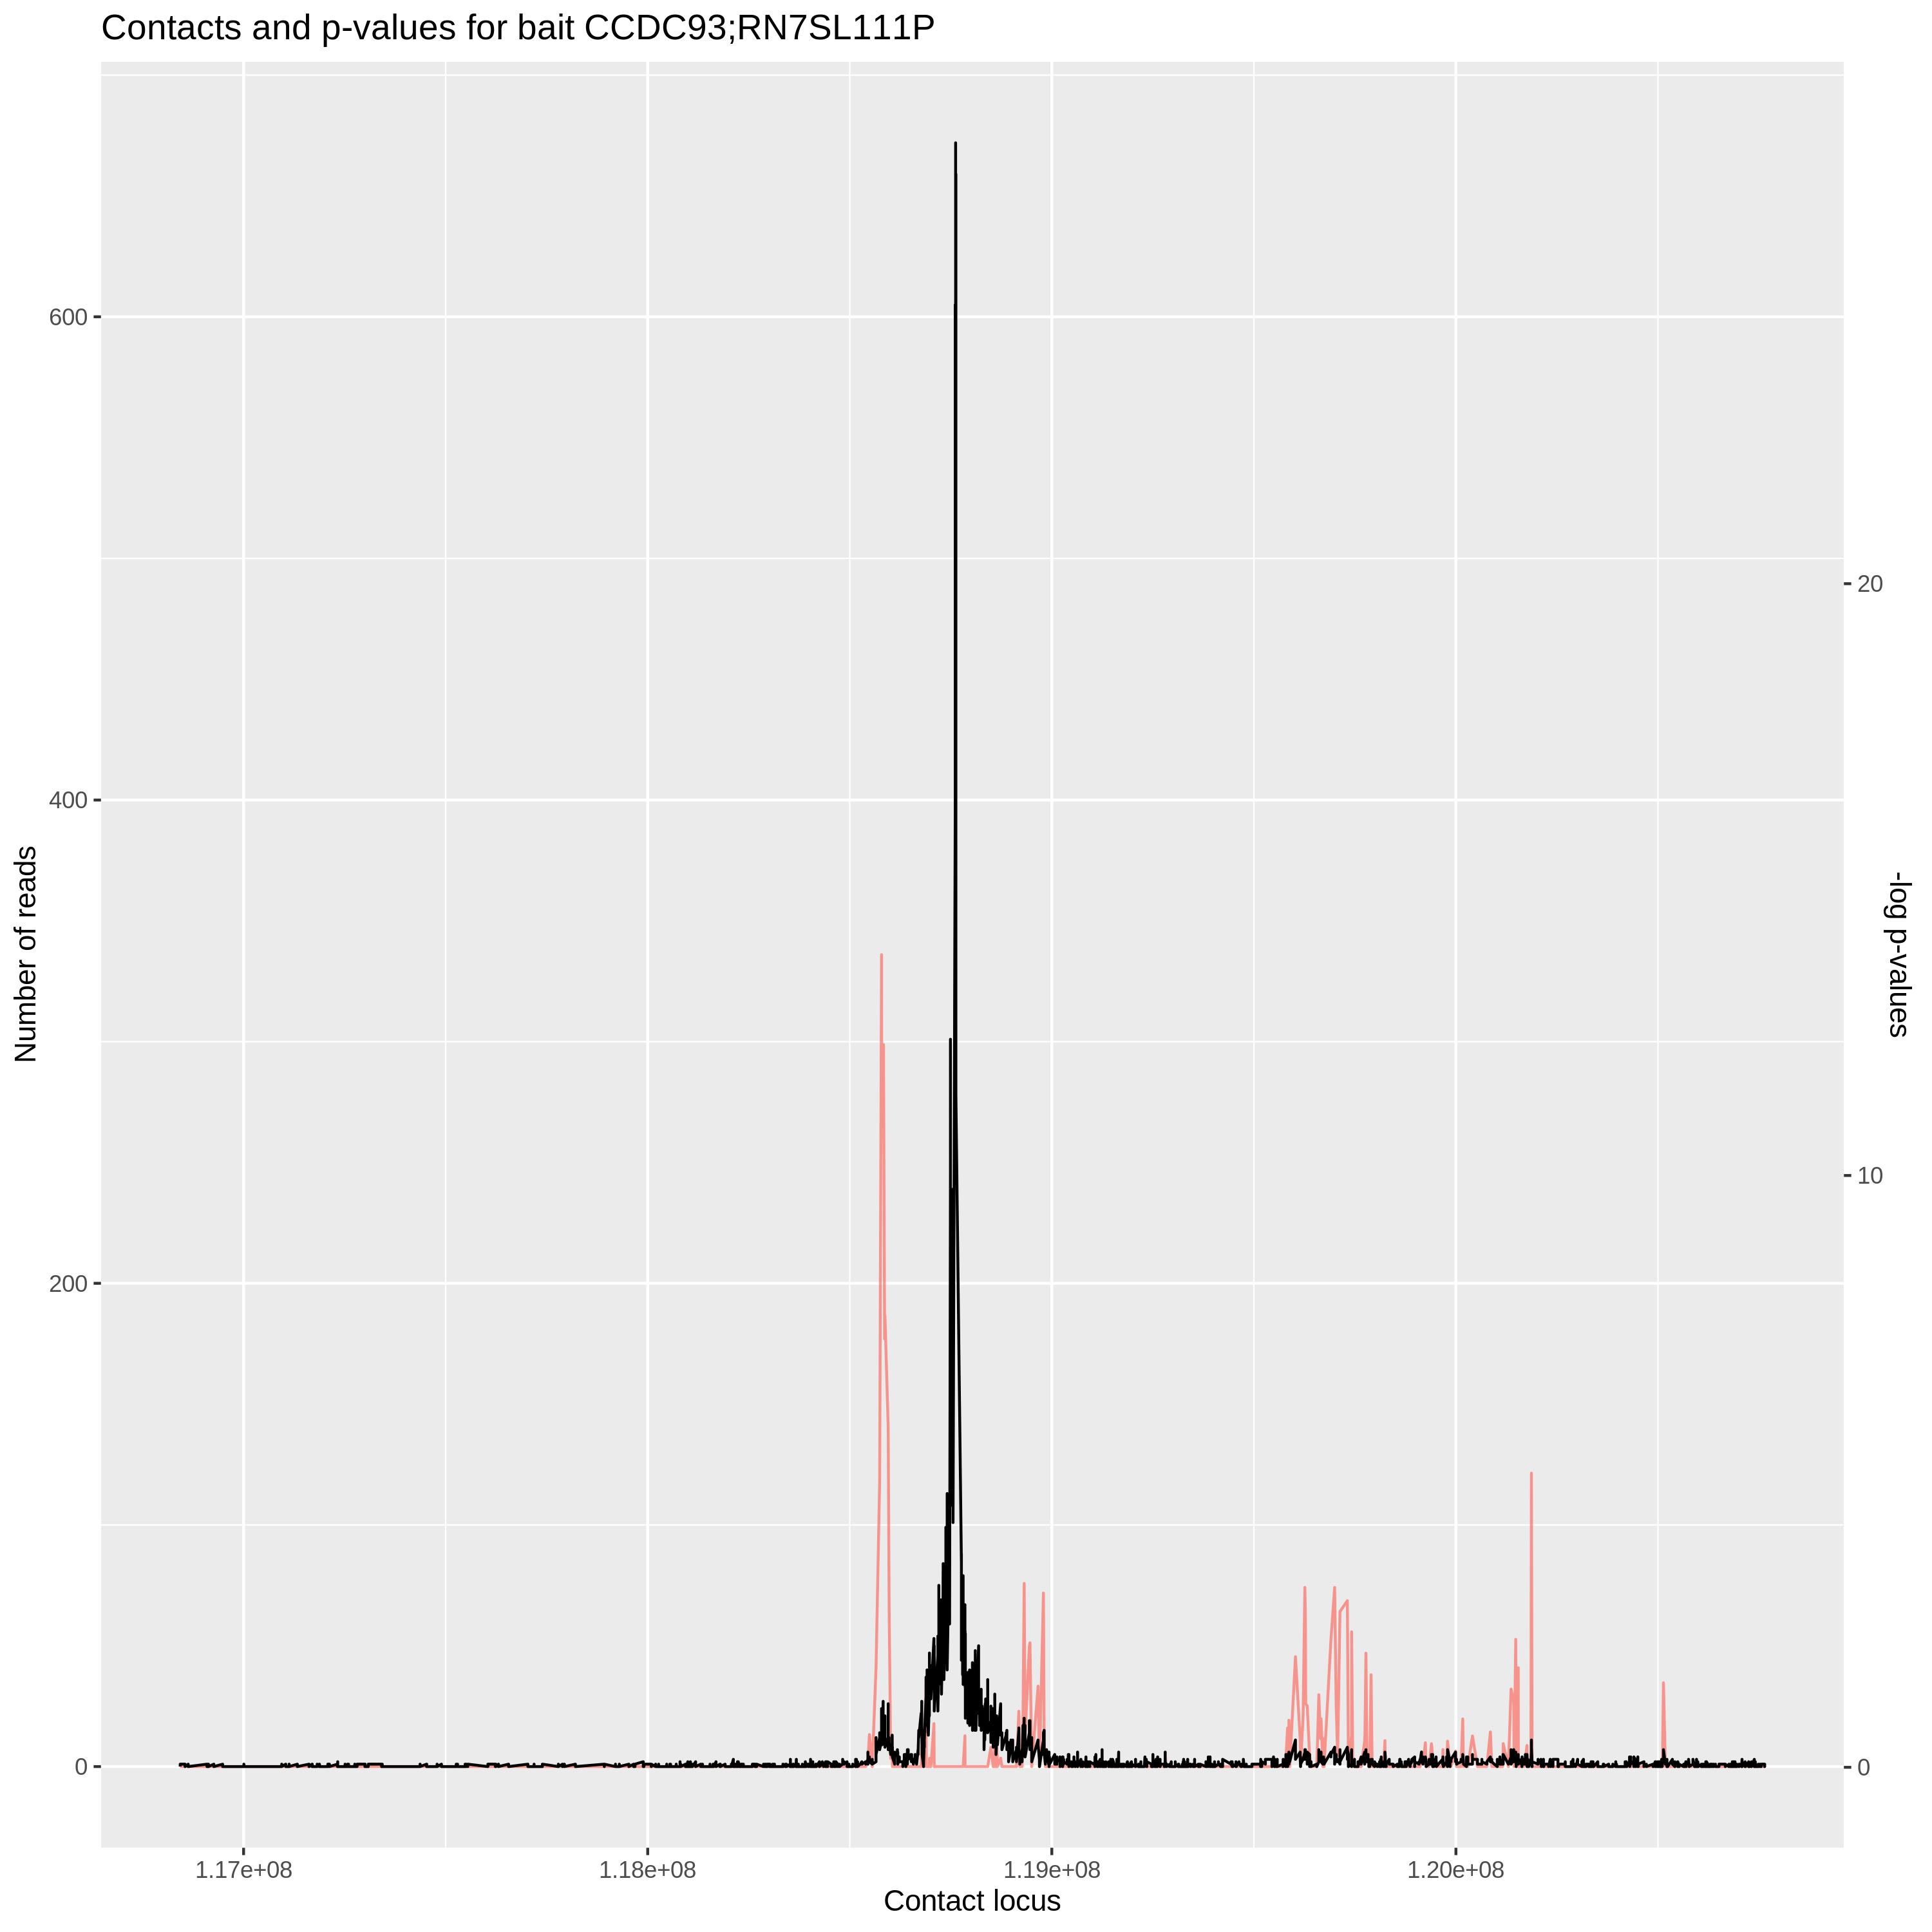 Contacts and p-values for bait CCDC93;RN7SL111P
Number of reads
600
400
200
0
20
10
0
-log p-values
1.17e+08 1.18e+08 1.19e+08 1.20e+08
Contact locus